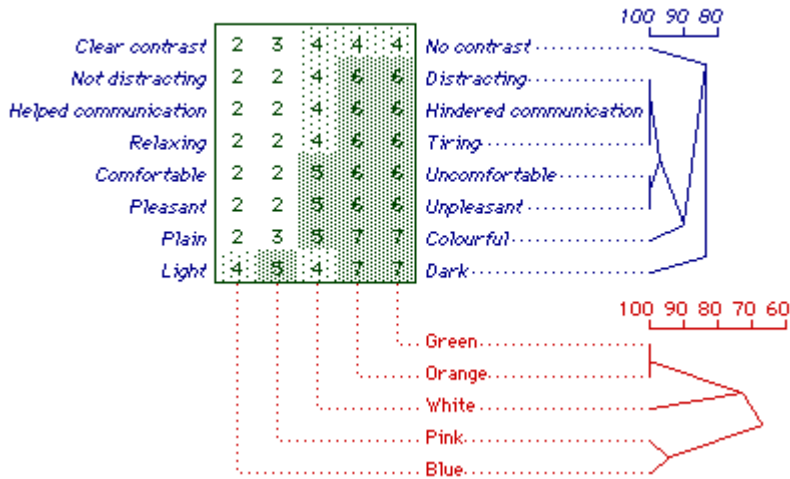 100 90 80
Clear contrast 2 3 4 4 4 No contrast
Not distracting 2 2 4 6 6 Distracting
Helped communication 2 2 4 6 6 Hindered communication
Relaxing 2 2 4 6 6 Tiring
Comfortable 2 2 5 6 6 Uncomfortable
Pleasant 2 2 5 6 6 Unpleasant
Plain 2 3 5 7 7 Colourful
Light 4 5 4 7 7 Dark
100 90 80 70 60
Green
Orange
White
Pink
Blue